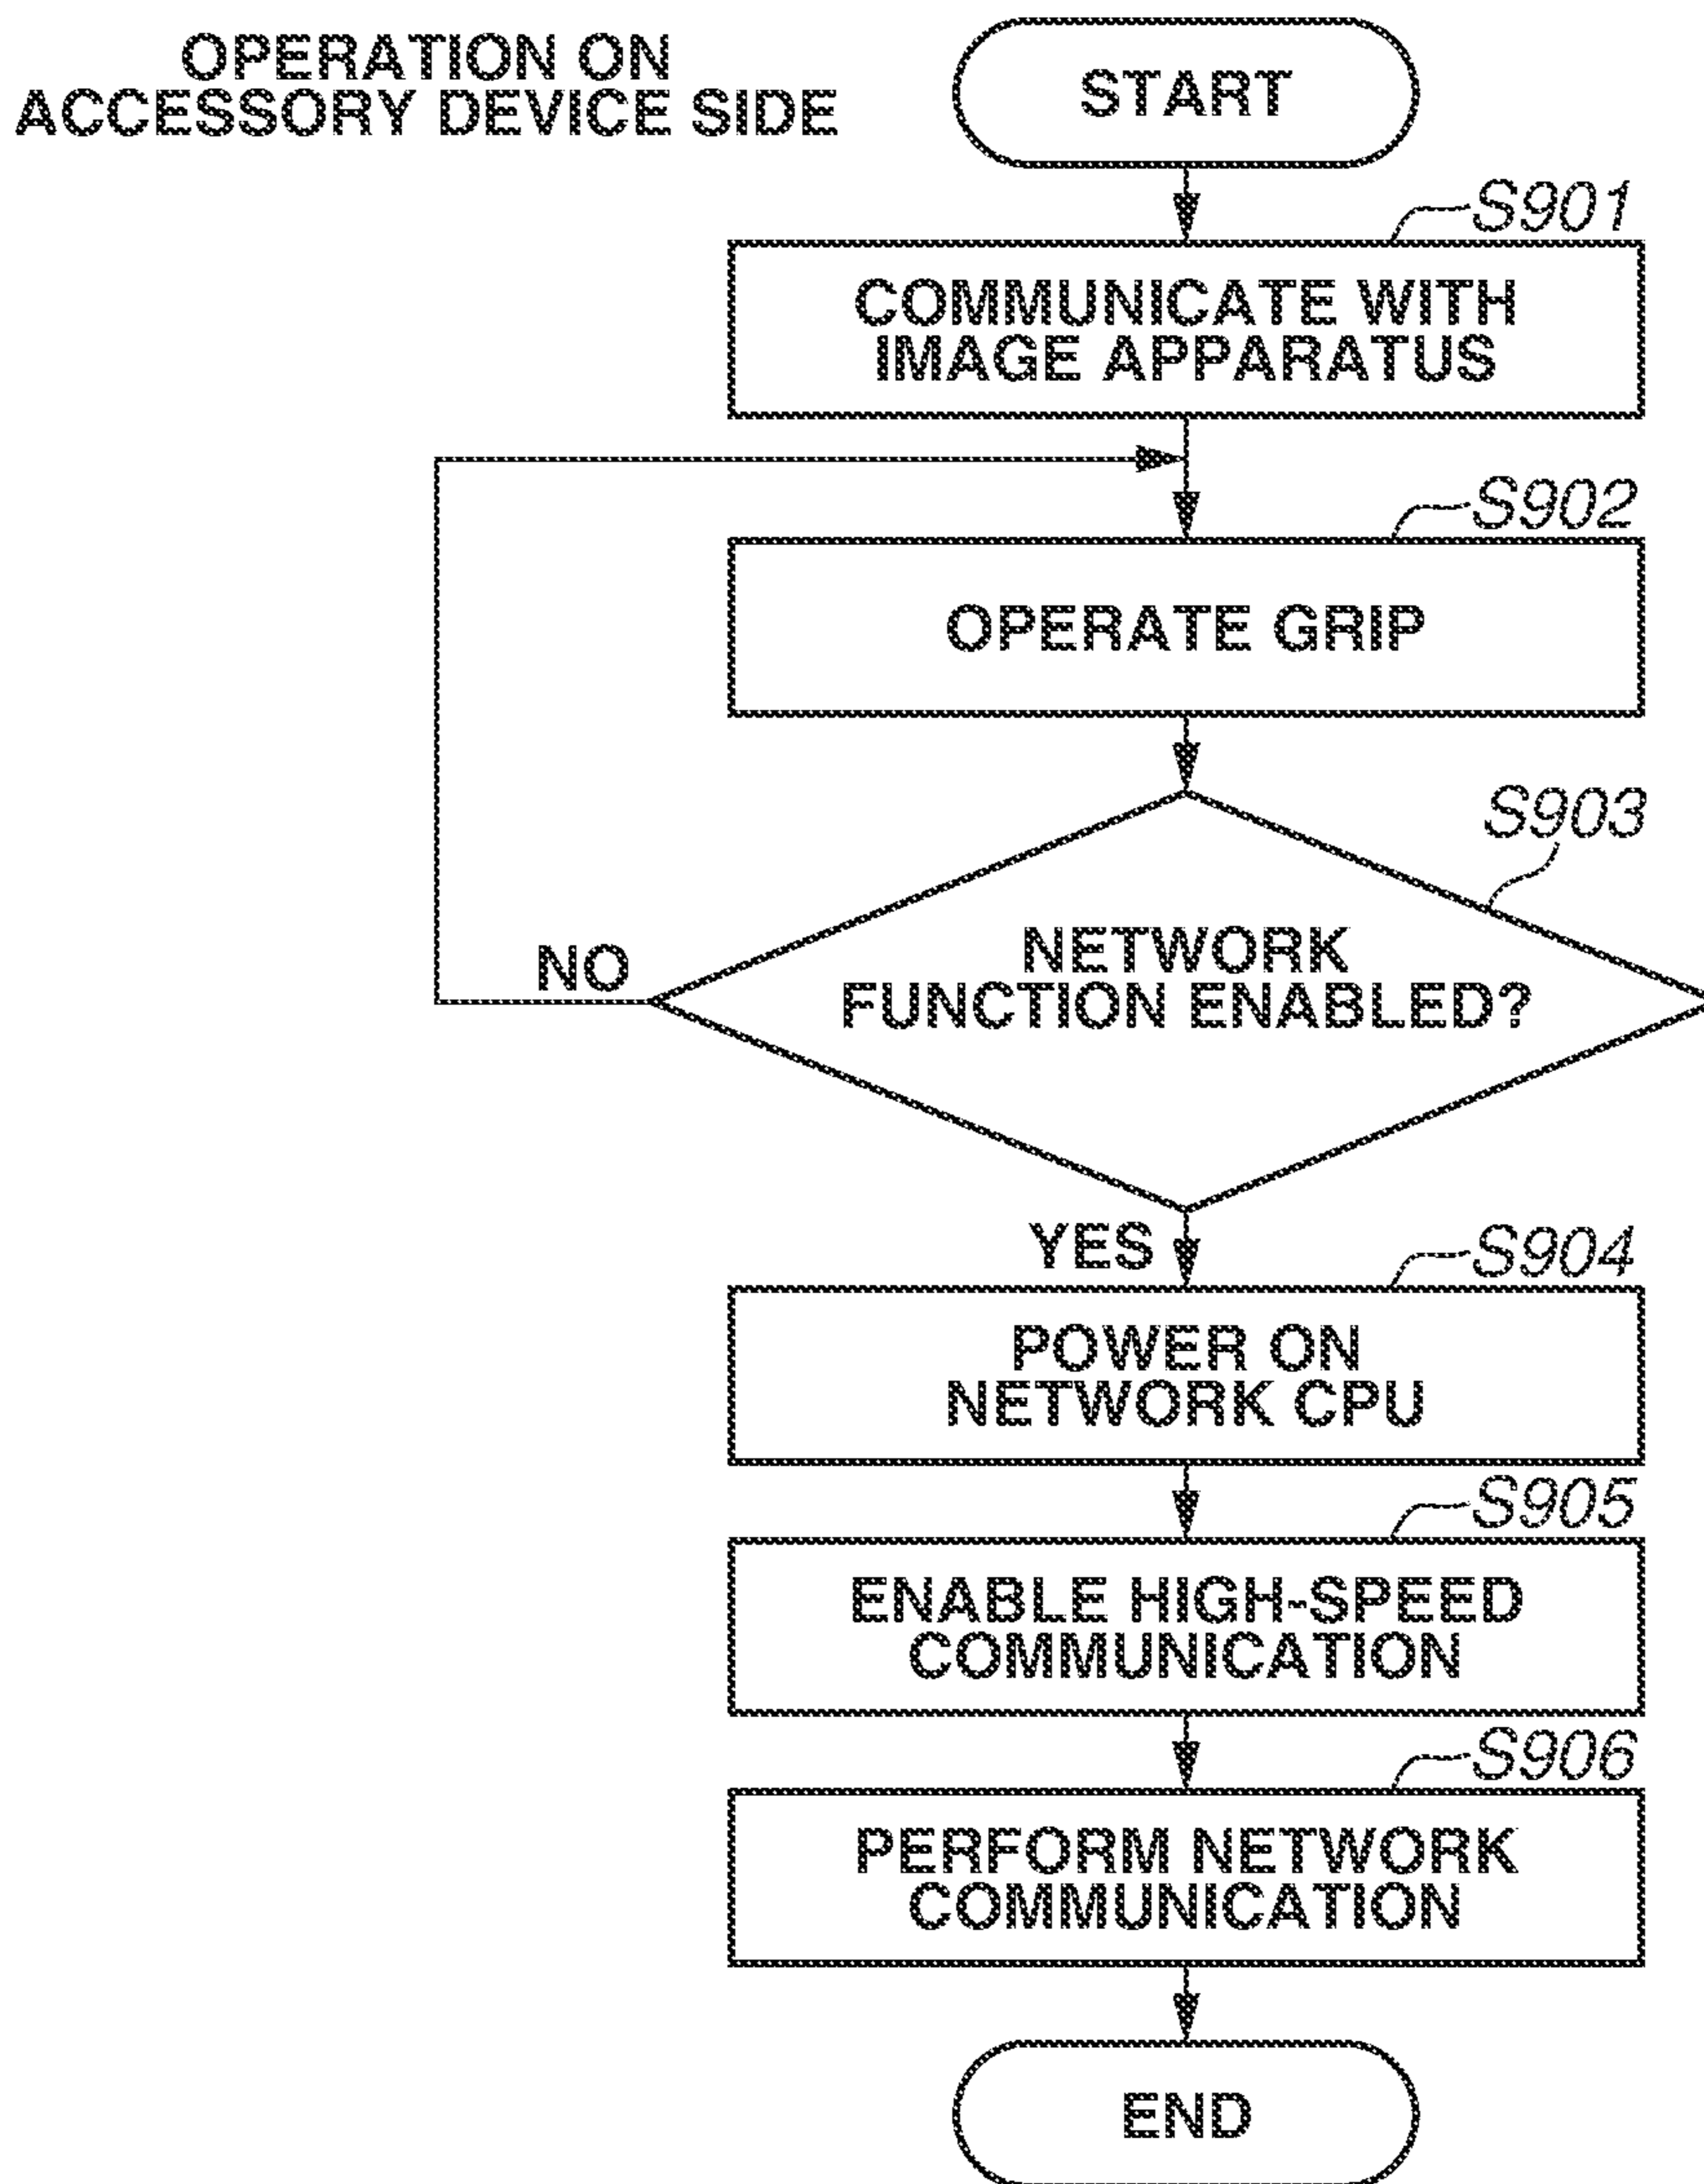 OPERATION ON
ACCESSORY DEVICE SIDE
START
S901
COMMUNICATE WITH
IMAGE APPARATUS
S902
OPERATE GRIP
S903
NETWORK
FUNCTION ENABLED?
NO
YES
S904
POWER ON
NETWORK CPU
S905
ENABLE HIGH-SPEED
COMMUNICATION
S906
PERFORM NETWORK
COMMUNICATION
END